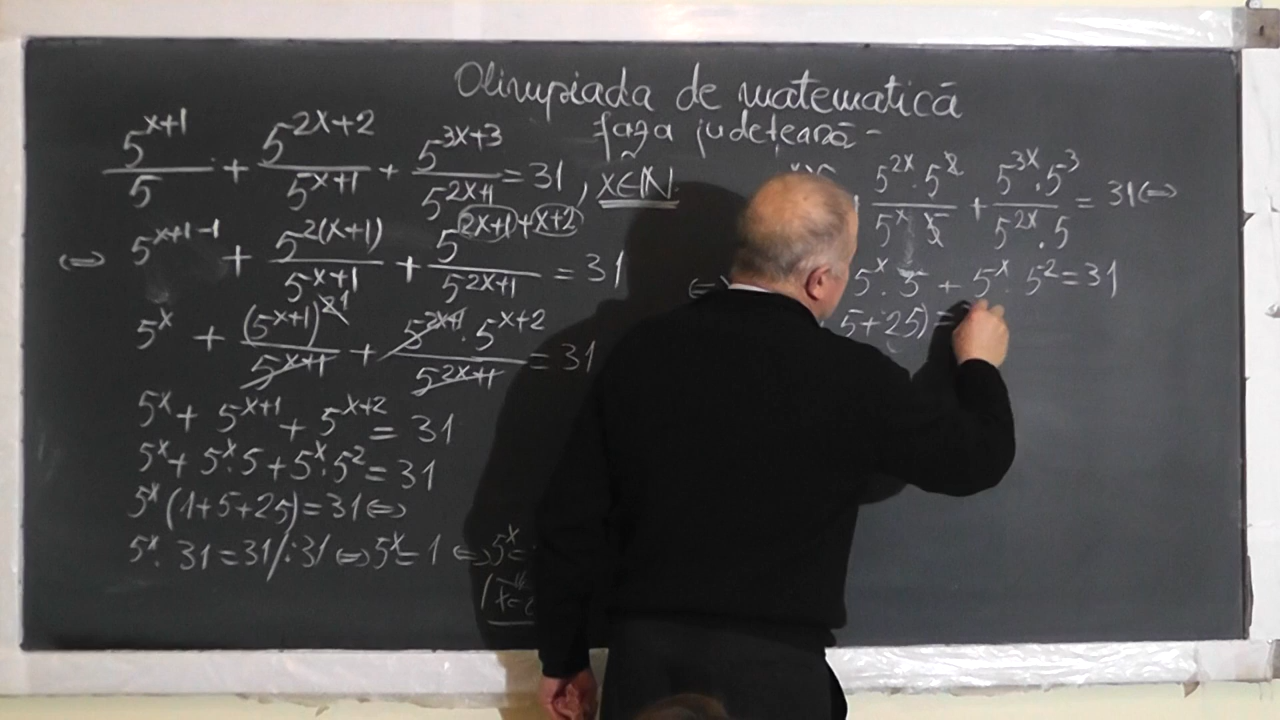 Olimpiada de matematică
faza județeană -
5^{x+1}/5 + 5^{2x+2}/5^{x+1} + 5^{3x+3}/5^{2x+1} = 31, x∈ℕ.
⇔ 5^{x+1-1} + 5^{2(x+1)}/5^{x+1} + 5^{2x+1+x+2}/5^{2x+1} = 31
5^x + (5^{x+1})^{2 1}/5^{x+1} + 5^{2x+1}·5^{x+2}/5^{2x+1} = 31
5^x + 5^{x+1} + 5^{x+2} = 31
5^x + 5^x·5 + 5^x·5^2 = 31
5^x (1+5+25) = 31 ⇔
5^x · 31 = 31 /:31 ⇔ 5^x = 1 ⇔ 5^x =
x=
5^{2x}·5^2/5^x·5 + 5^{3x}·5^3/5^{2x}·5 = 31 ⇔
5^x·5 + 5^x·5^2 = 31
5+25) =